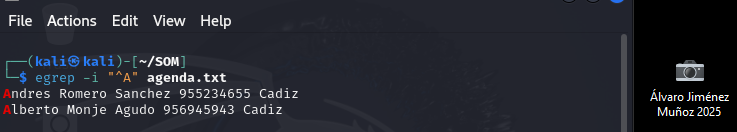 File Actions Edit View Help
┌──(kali㉿kali)-[~/SOM]
└─$ egrep -i "^A" agenda.txt
Andres Romero Sanchez 955234655 Cadiz
Alberto Monje Agudo 956945943 Cadiz
Álvaro Jiménez
Muñoz 2025